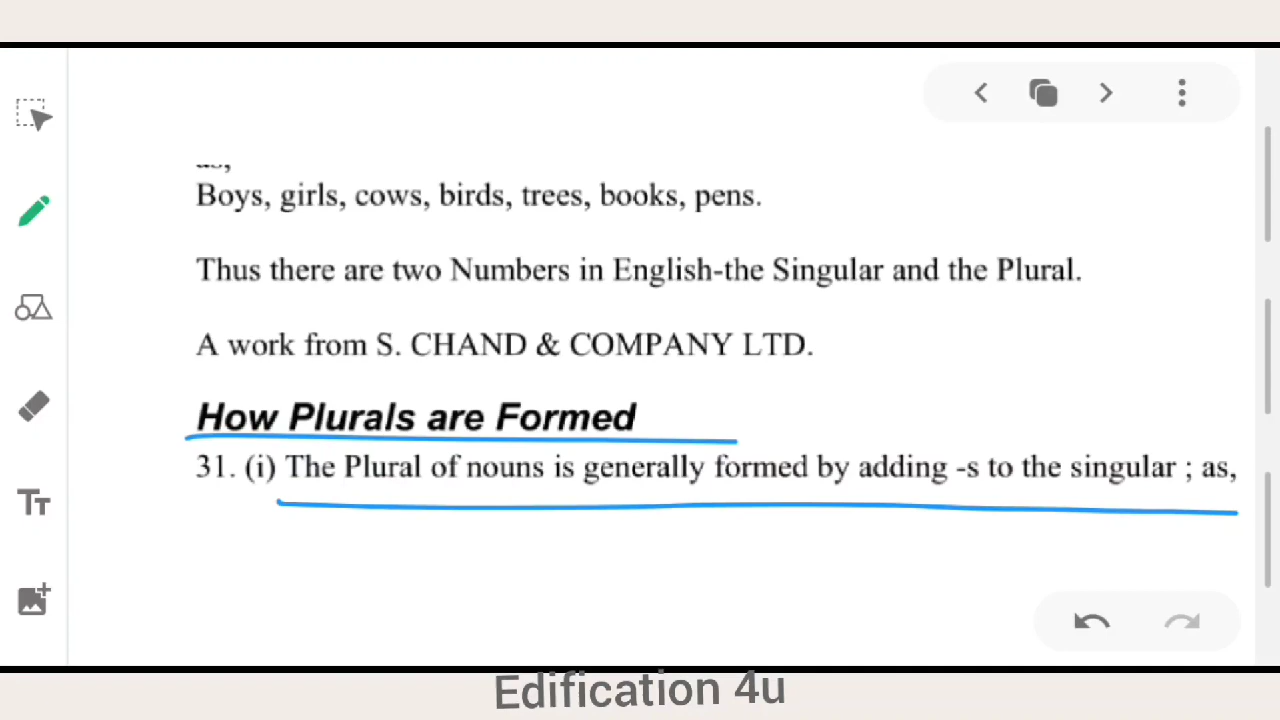 Boys, girls, cows, birds, trees, books, pens.
Thus there are two Numbers in English-the Singular and the Plural.
A work from S. CHAND & COMPANY LTD.
How Plurals are Formed
31. (i) The Plural of nouns is generally formed by adding -s to the singular ; as,
Edification 4u